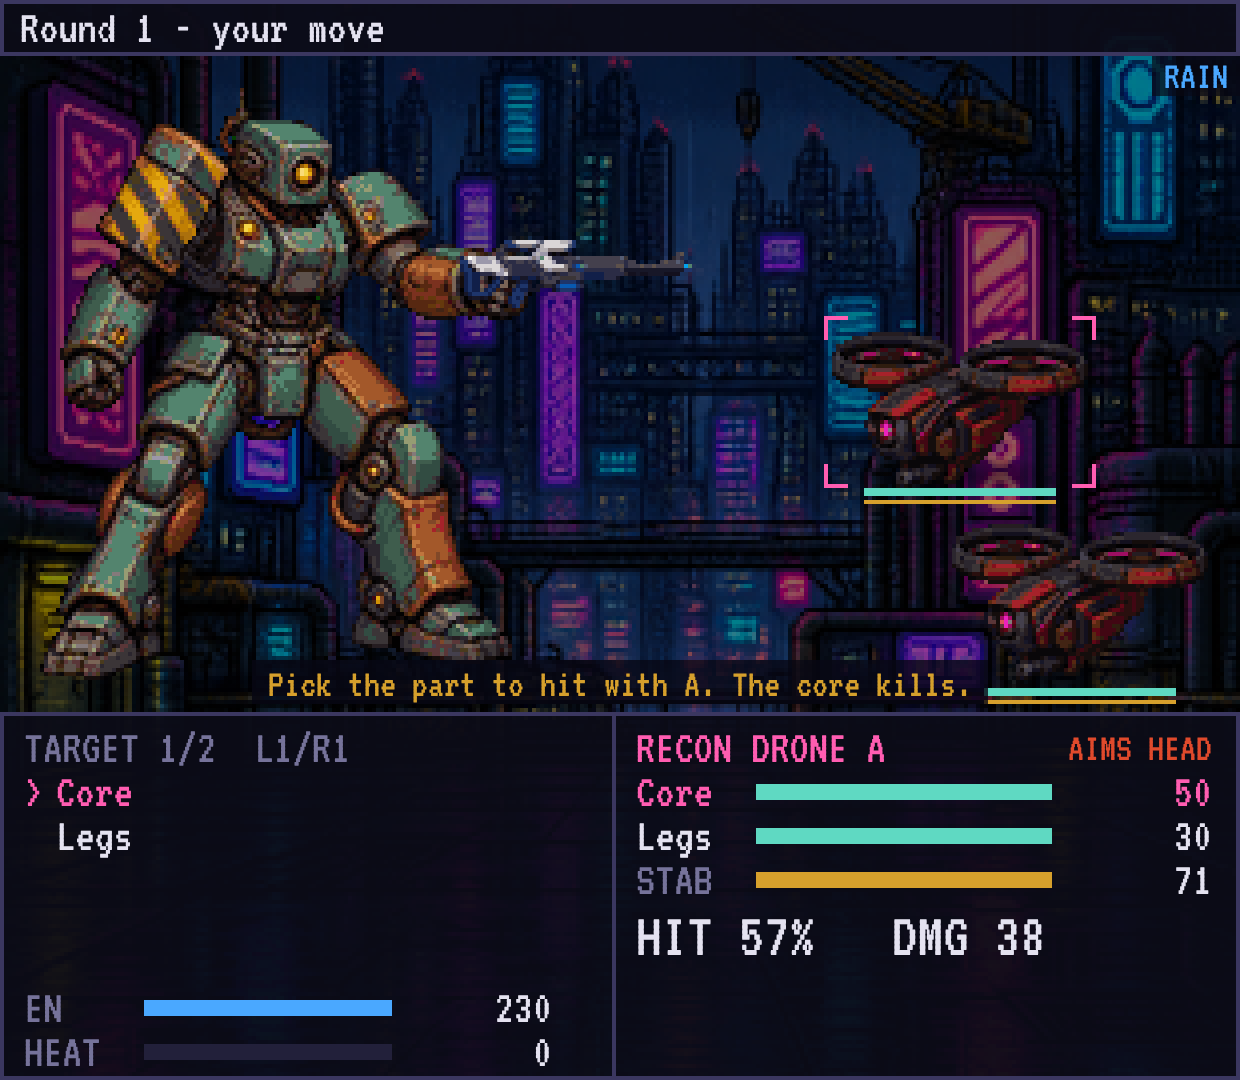 Round 1 - your move
RAIN
Pick the part to hit with A. The core kills.
TARGET 1/2 L1/R1
> Core
Legs
EN 230
HEAT 0
RECON DRONE A AIMS HEAD
Core 50
Legs 30
STAB 71
HIT 57% DMG 38